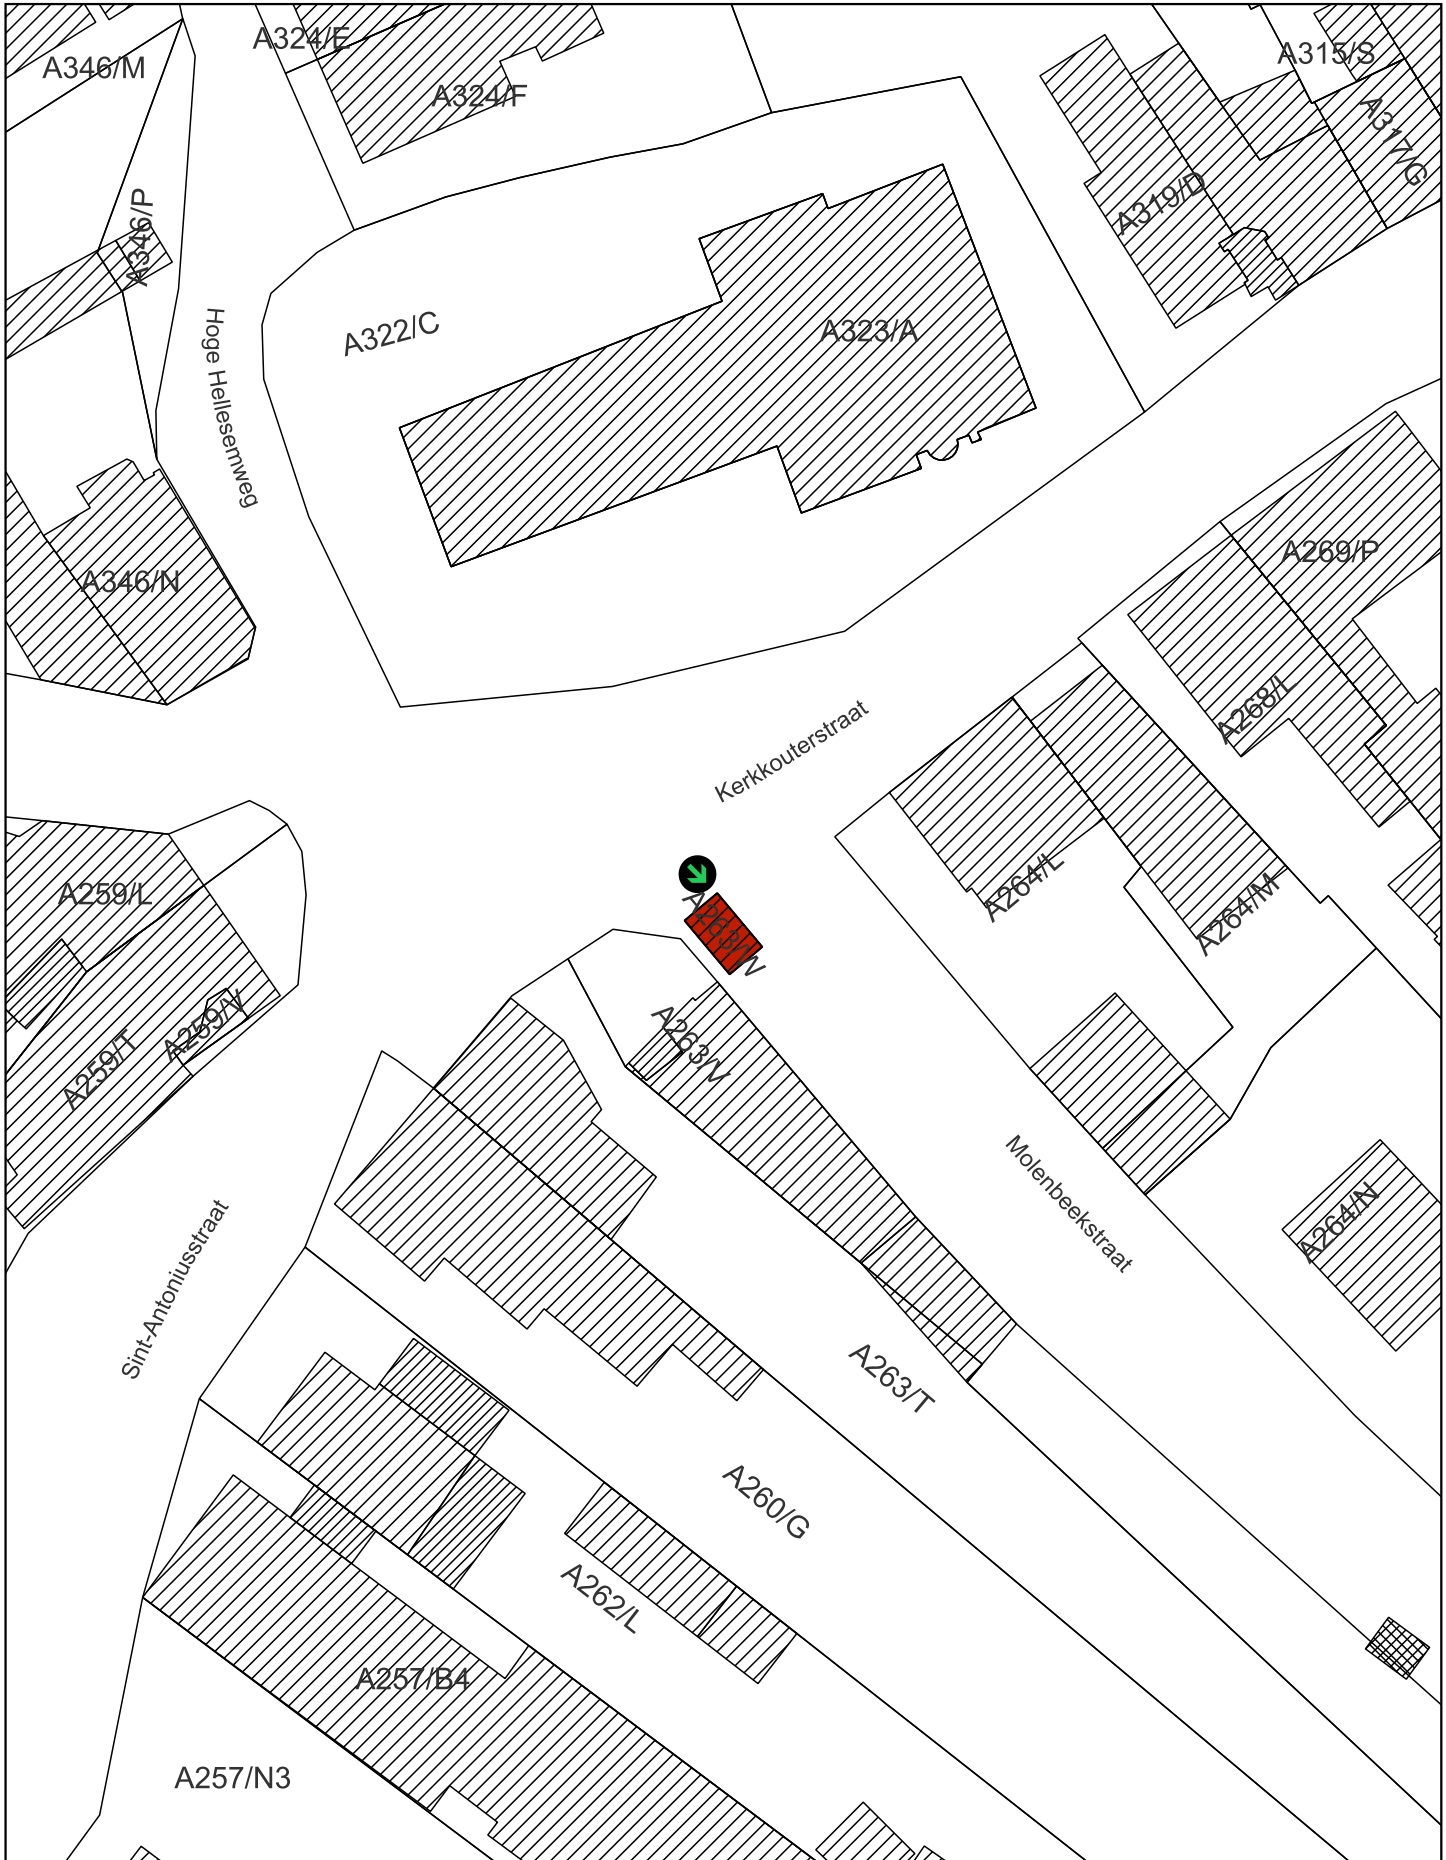 A324/E
A315/S
A346/M
A324/F
A317/G
A319/D
A346/P
A322/C
A323/A
Hoge Hellesemweg
A269/P
A346/N
A268/L
Kerkkouterstraat
A259/L
A264/L
A264/M
A263/W
A259/V
A263/V
A259/T
Molenbeekstraat
A264/N
Sint-Antoniusstraat
A263/T
A260/G
A262/L
A257/B4
A257/N3